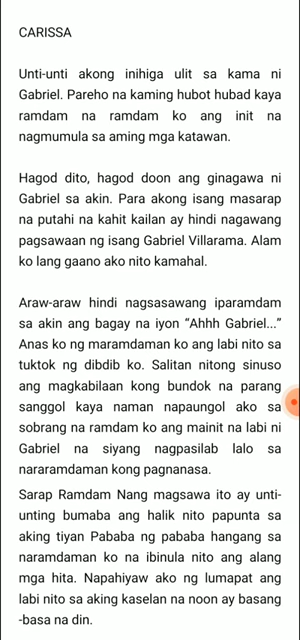 CARISSA
Unti-unti akong inihiga ulit sa kama ni
Gabriel. Pareho na kaming hubot hubad kaya
ramdam na ramdam ko ang init na
nagmumula sa aming mga katawan.
Hagod dito, hagod doon ang ginagawa ni
Gabriel sa akin. Para akong isang masarap
na putahi na kahit kailan ay hindi nagawang
pagsawaan ng isang Gabriel Villarama. Alam
ko lang gaano ako nito kamahal.
Araw-araw hindi nagsasawang iparamdam
sa akin ang bagay na iyon "Ahhh Gabriel..."
Anas ko ng maramdaman ko ang labi nito sa
tuktok ng dibdib ko. Salitan nitong sinuso
ang magkabilaan kong bundok na parang
sanggol kaya naman napaungol ako sa
sobrang na ramdam ko ang mainit na labi ni
Gabriel na siyang nagpasilab lalo sa
nararamdaman kong pagnanasa.
Sarap Ramdam Nang magsawa ito ay unti-
unting bumaba ang halik nito papunta sa
aking tiyan Pababa ng pababa hangang sa
naramdaman ko na ibinula nito ang alang
mga hita. Napahiyaw ako ng lumapat ang
labi nito sa aking kaselan na noon ay basang
-basa na din.